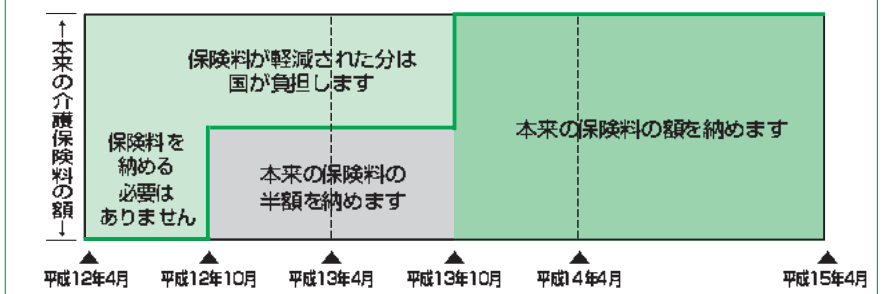 ←本来の介護保険料の額→
保険料が軽減された分は
国が負担します
保険料を
納める
必要は
ありません
本来の保険料の
半額を納めます
本来の保険料の額を納めます
平成12年4月
平成12年10月
平成13年4月
平成13年10月
平成14年4月
平成15年4月